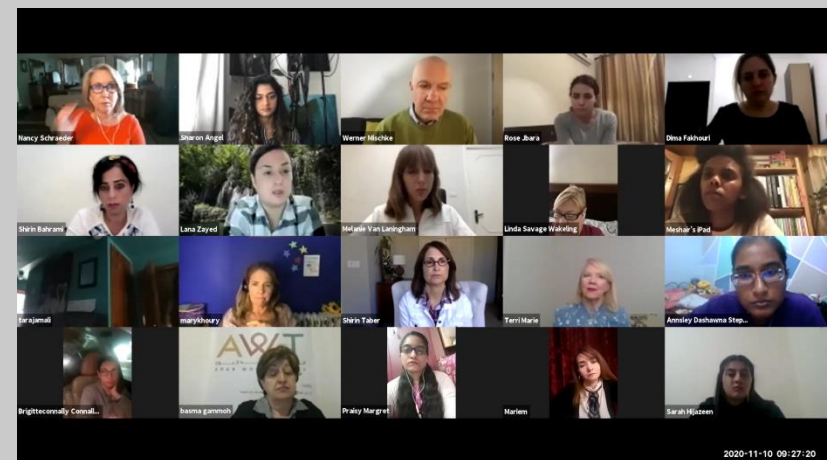 Nancy Schraeder
Sharon Angel
Werner Mischke
Rose Jbara
Dima Fakhouri
Shirin Bahrami
Lana Zayed
Melanie Van Laningham
Linda Savage Wakeling
Meshair's iPad
tarajamali
marykhoury
Shirin Taber
Terri Marie
Annsley Dashawna Step...
AWT
Brigitteconnally Connall...
basma gammoh
Praisy Margret
Mariem
Sarah Hijazeen
2020-11-10 09:27:20